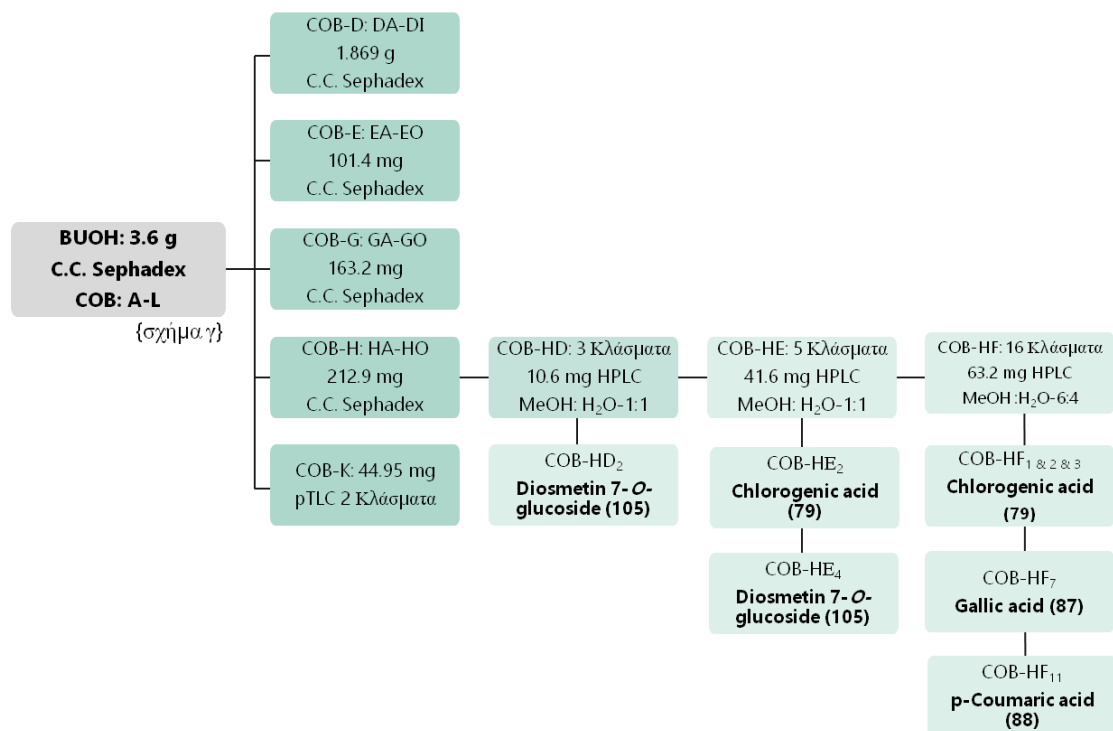 COB-D: DA-DI
1.869 g
C.C. Sephadex
COB-E: EA-EO
101.4 mg
C.C. Sephadex
BUOH: 3.6 g
C.C. Sephadex
COB: A-L
{σχήμα γ}
COB-G: GA-GO
163.2 mg
C.C. Sephadex
COB-H: HA-HO
212.9 mg
C.C. Sephadex
COB-HD: 3 Κλάσματα
10.6 mg HPLC
MeOH: H₂O-1:1
COB-HE: 5 Κλάσματα
41.6 mg HPLC
MeOH: H₂O-1:1
COB-HF: 16 Κλάσματα
63.2 mg HPLC
MeOH :H₂O-6:4
COB-K: 44.95 mg
pTLC 2 Κλάσματα
COB-HD₂
Diosmetin 7-O-
glucoside (105)
COB-HE₂
Chlorogenic acid
(79)
COB-HF₁ & ₂ & ₃
Chlorogenic acid
(79)
COB-HE₄
Diosmetin 7-O-
glucoside (105)
COB-HF₇
Gallic acid (87)
COB-HF₁₁
p-Coumaric acid
(88)